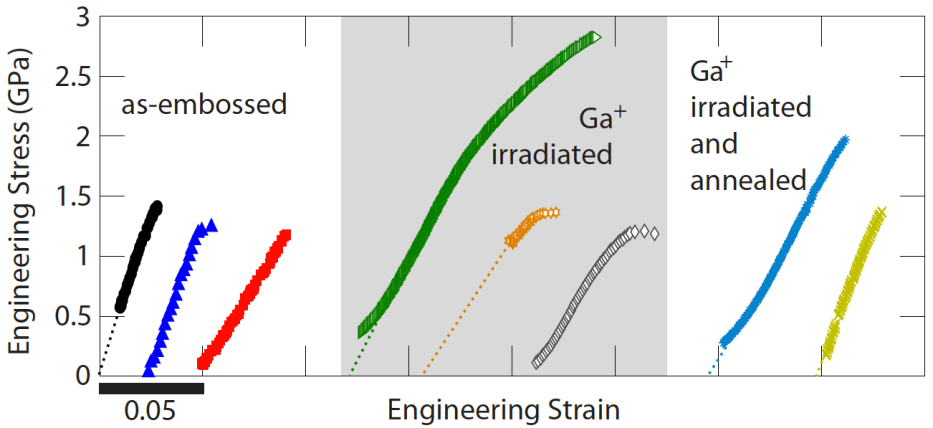 3
2.5
2
1.5
1
0.5
0
Engineering Stress (GPa)
as-embossed
Ga+
irradiated
Ga+
irradiated
and
annealed
0.05
Engineering Strain